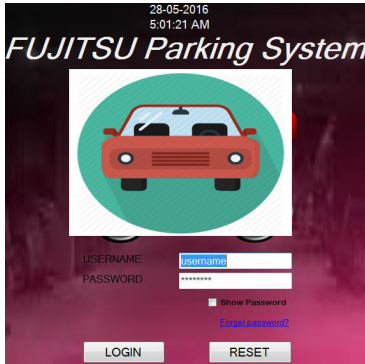 28-05-2016
5:01:21 AM
FUJITSU Parking System
USERNAME
username
PASSWORD
********
Show Password
Forget password?
LOGIN
RESET